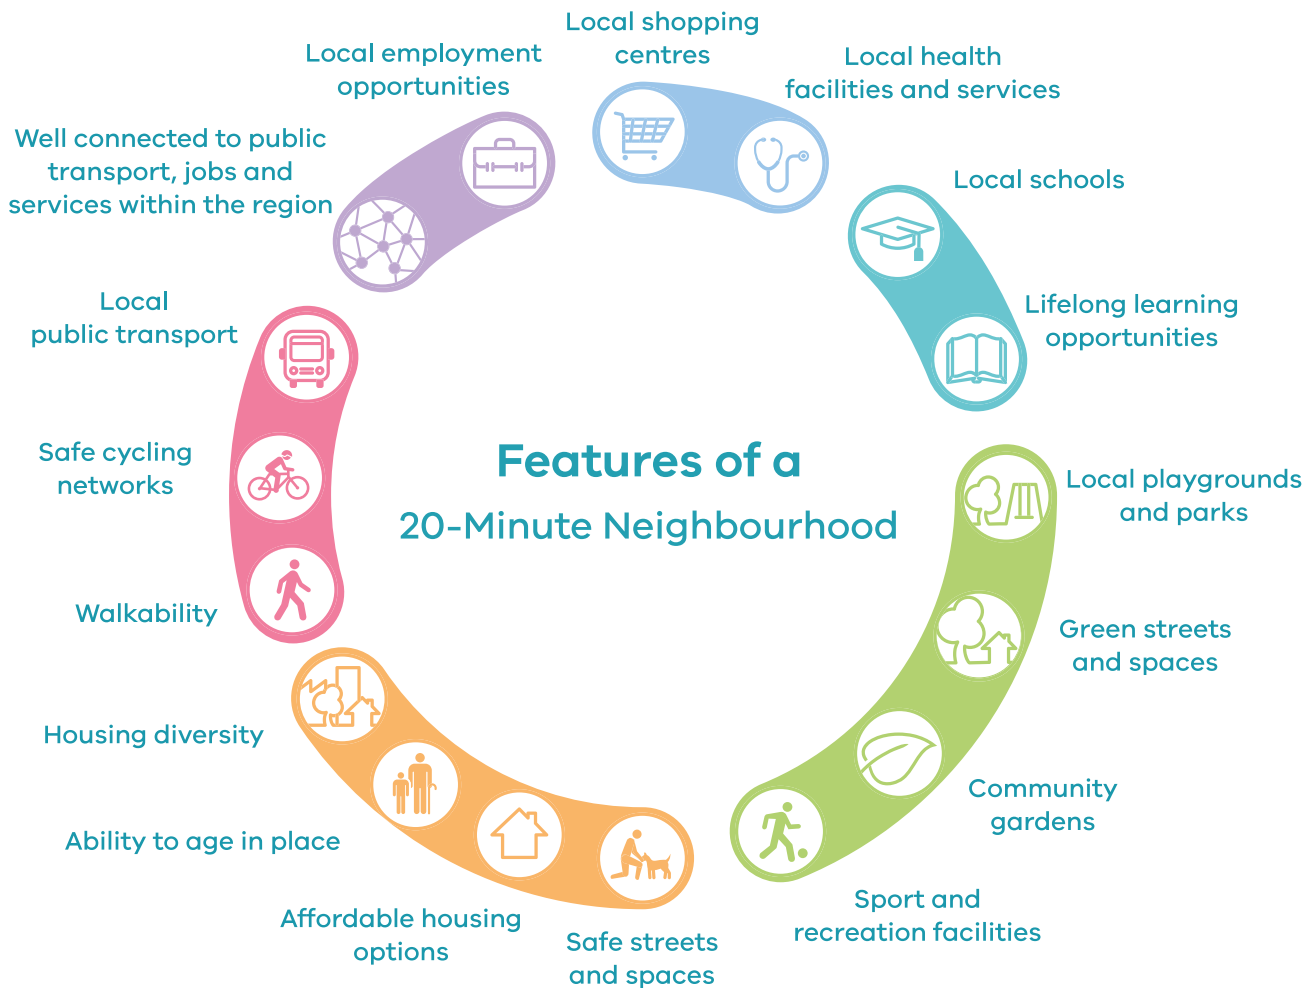 Local shopping
centres
Local health
facilities and services
Local schools
Lifelong learning
opportunities
Local playgrounds
and parks
Green streets
and spaces
Community
gardens
Sport and
recreation facilities
Safe streets
and spaces
Affordable housing
options
Ability to age in place
Housing diversity
Walkability
Safe cycling
networks
Local
public transport
Well connected to public
transport, jobs and
services within the region
Local employment
opportunities
Features of a
20-Minute Neighbourhood